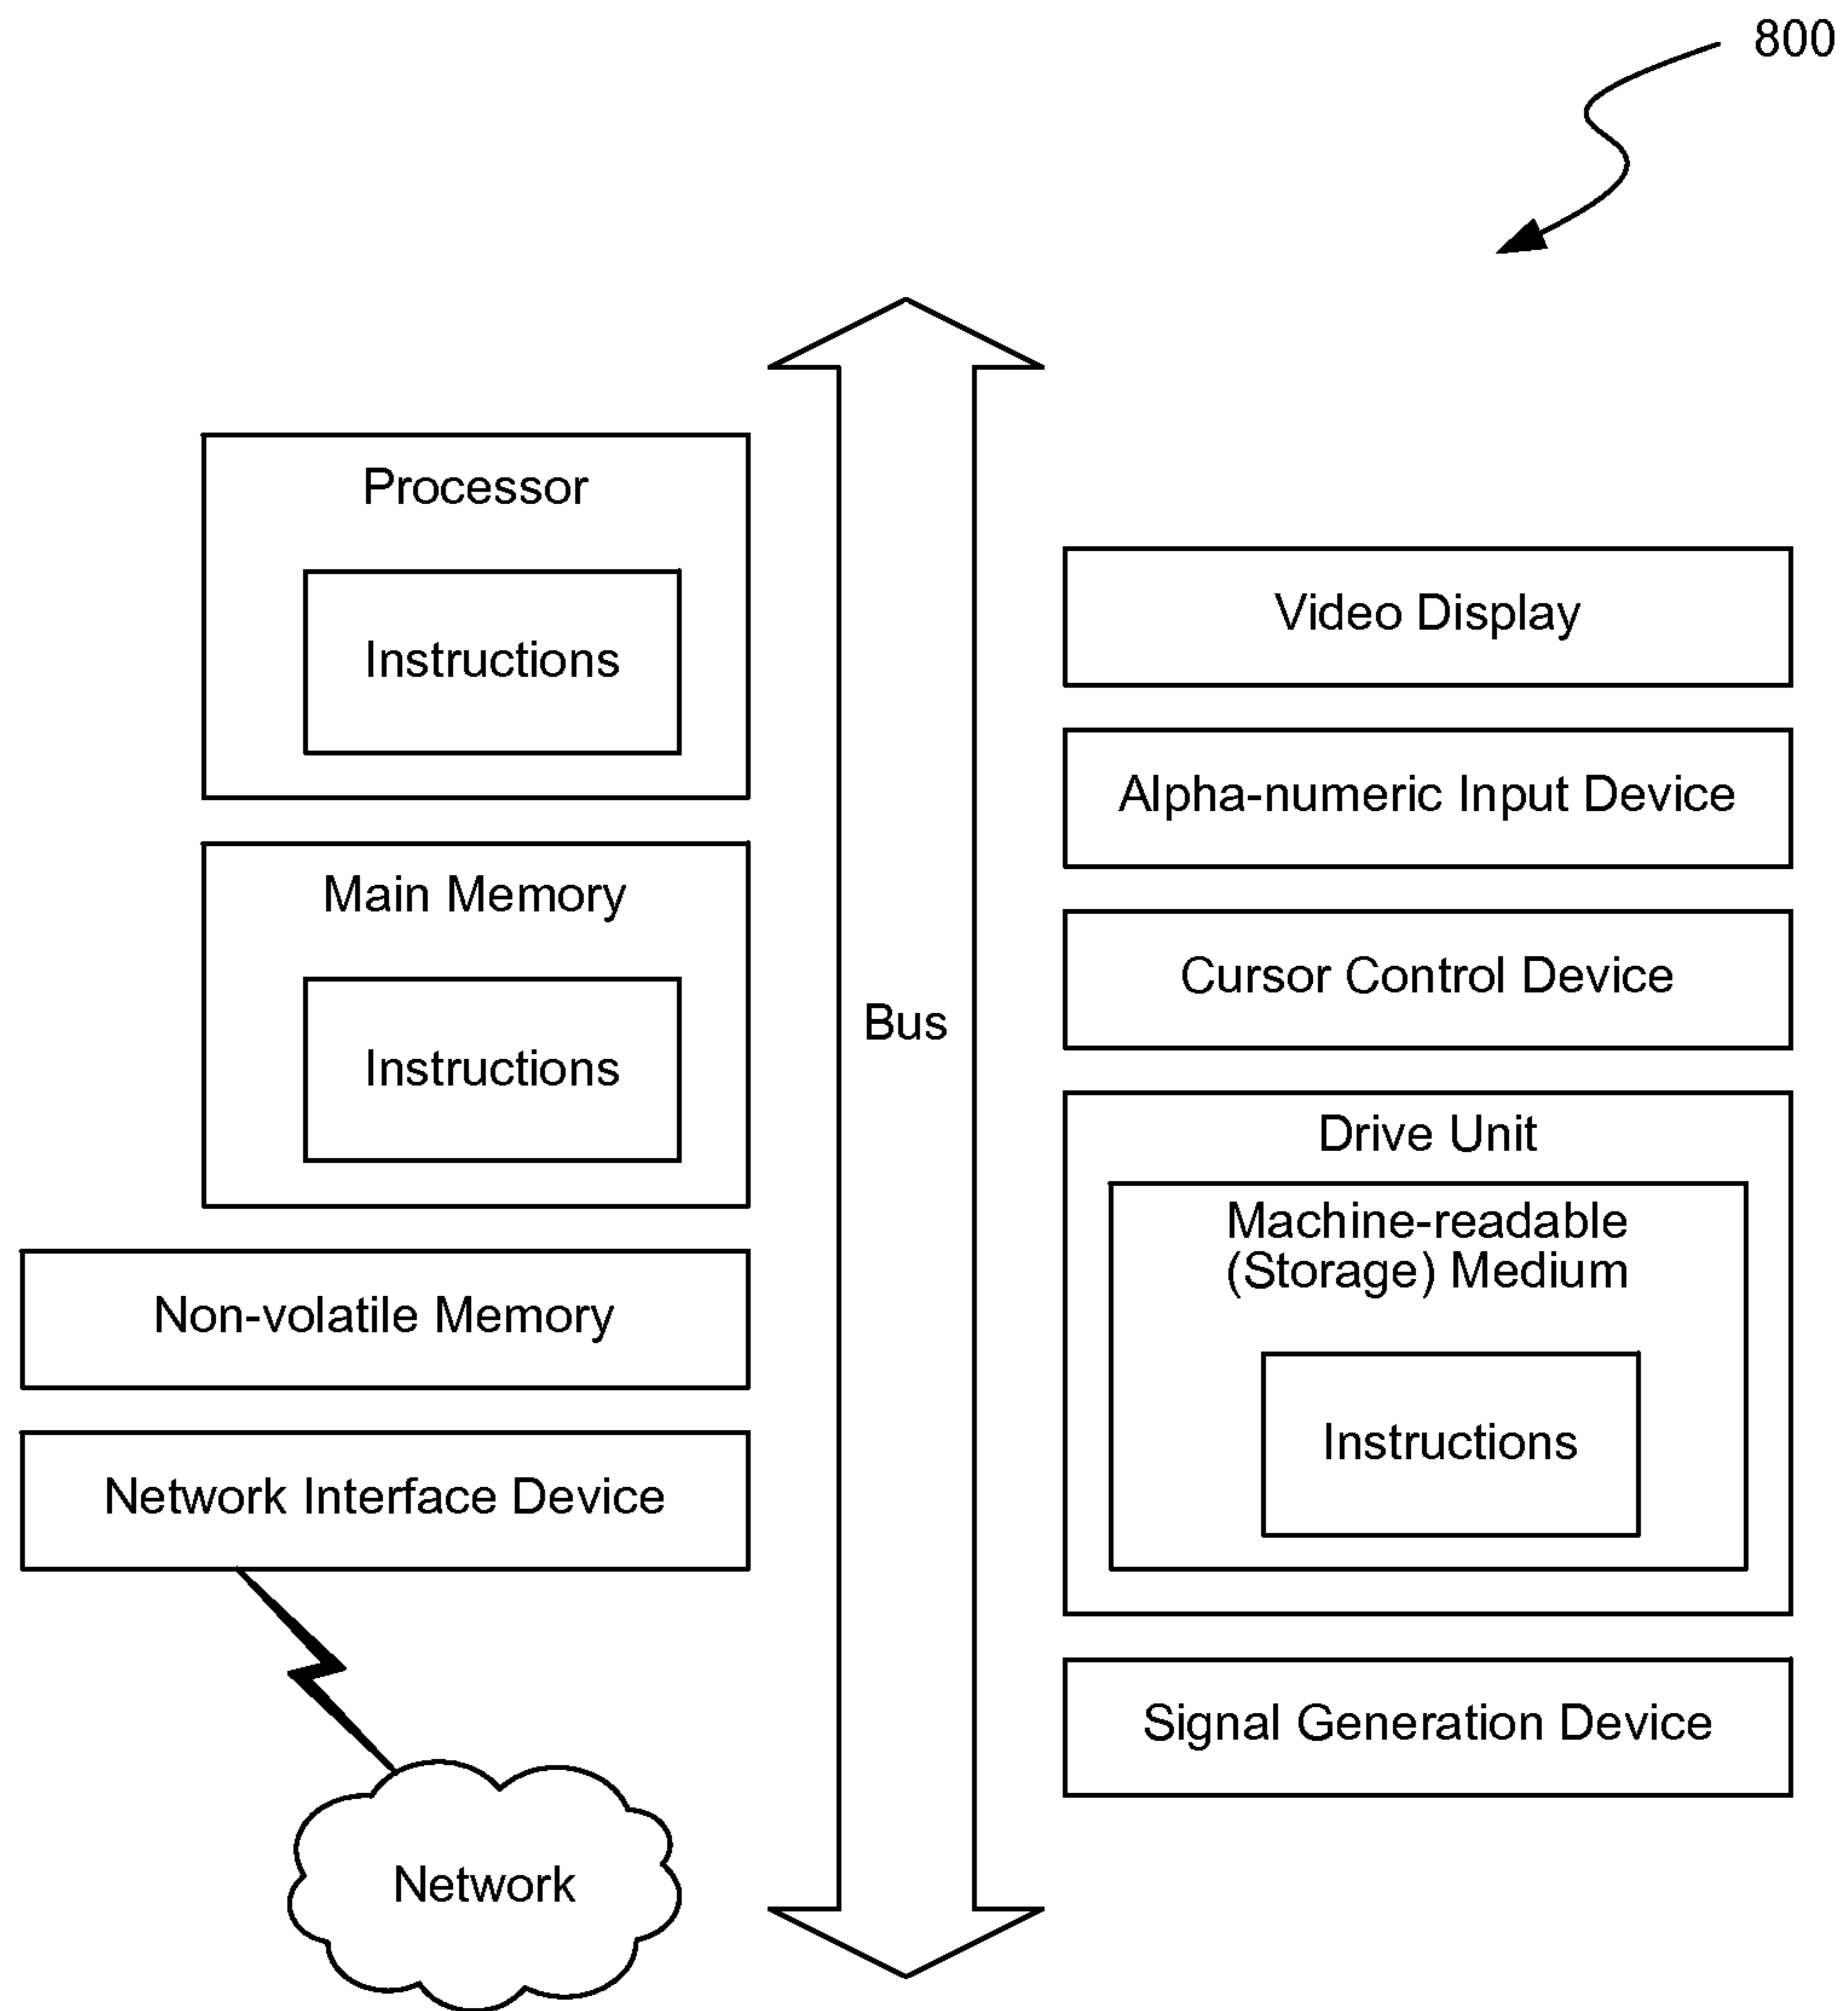 800
Processor
Instructions
Main Memory
Instructions
Non-volatile Memory
Network Interface Device
Network
Bus
Video Display
Alpha-numeric Input Device
Cursor Control Device
Drive Unit
Machine-readable
(Storage) Medium
Instructions
Signal Generation Device